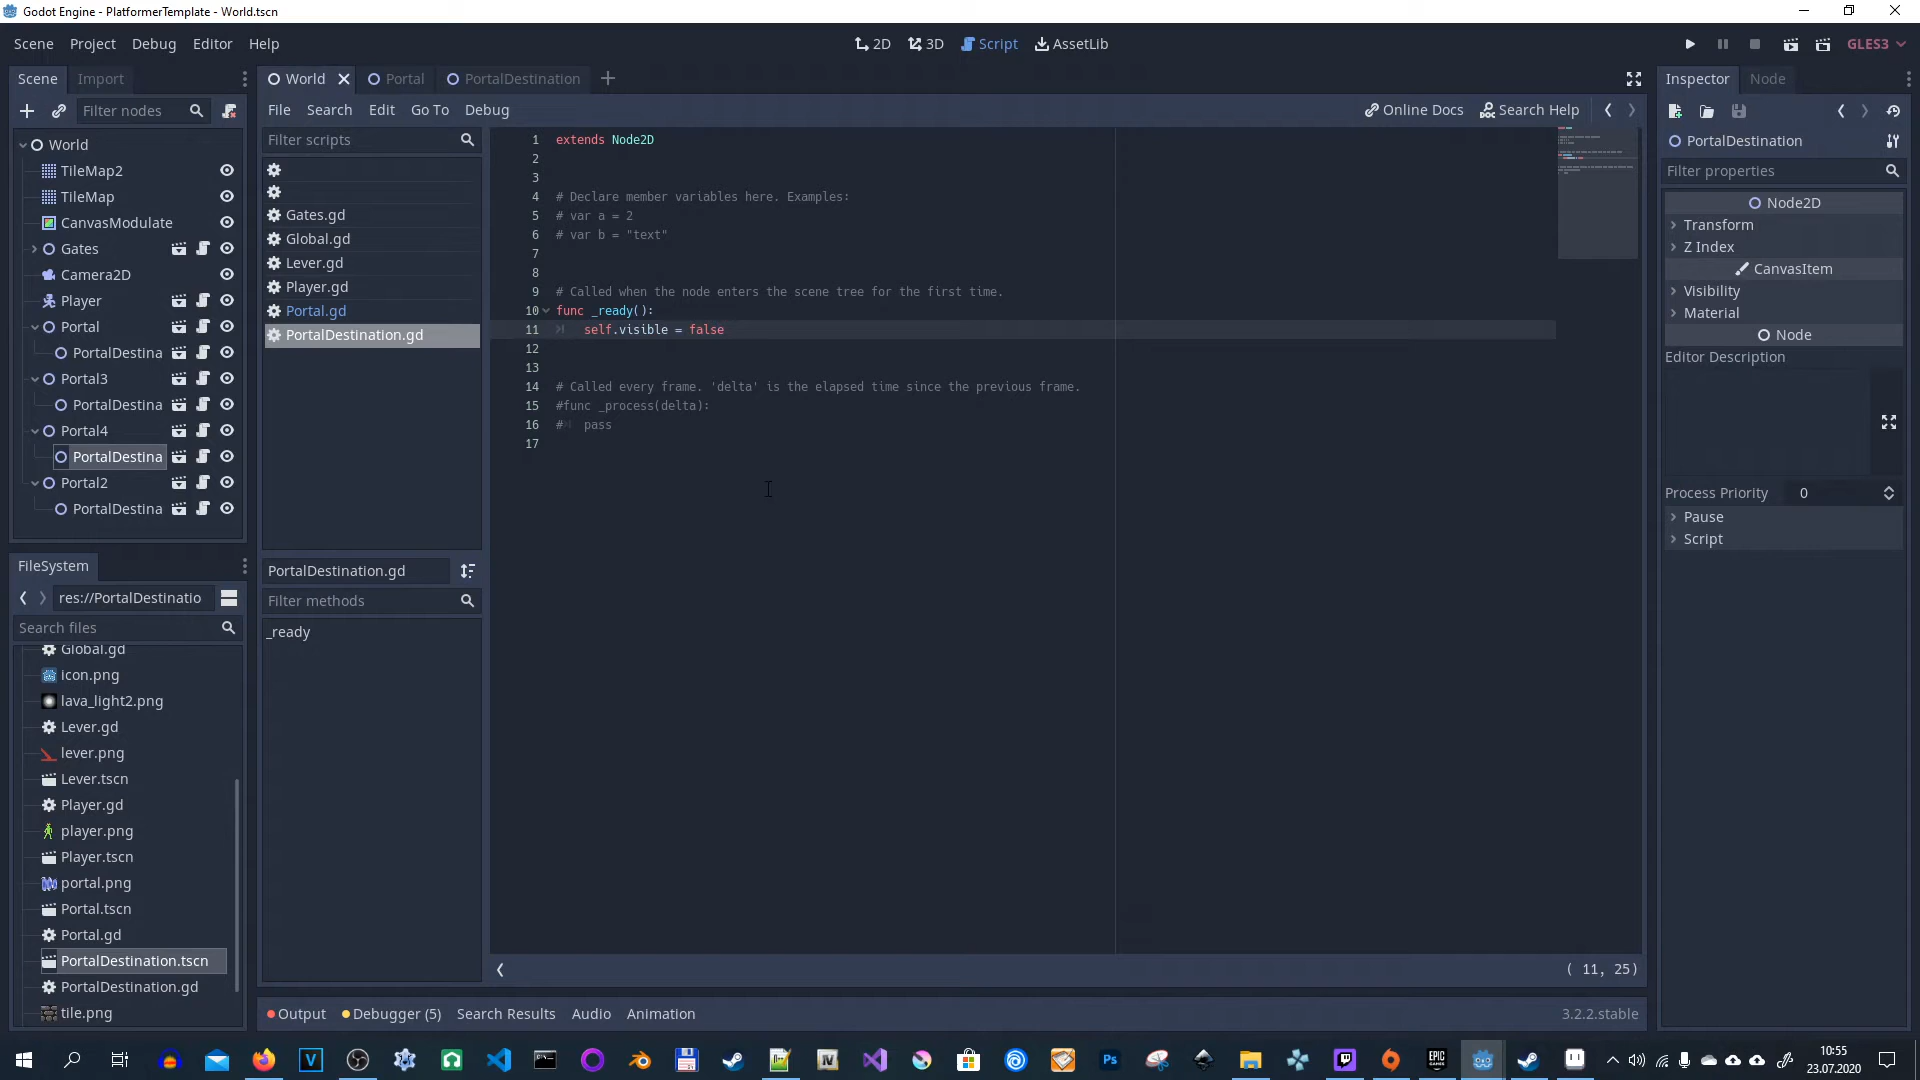 Godot Engine - PlatformerTemplate - World.tscn
Scene Project Debug Editor Help
2D 3D Script AssetLib
GLES3
Scene Import
World Portal PortalDestination
Inspector Node
Filter nodes
File Search Edit Go To Debug
Online Docs Search Help
World
TileMap2
TileMap
CanvasModulate
Gates
Camera2D
Player
Portal
PortalDestina
Portal3
PortalDestina
Portal4
PortalDestina
Portal2
PortalDestina
Filter scripts
Gates.gd
Global.gd
Lever.gd
Player.gd
Portal.gd
PortalDestination.gd
PortalDestination.gd
Filter methods
_ready
1 extends Node2D
2
3
4 # Declare member variables here. Examples:
5 # var a = 2
6 # var b = "text"
7
8
9 # Called when the node enters the scene tree for the first time.
10 func _ready():
11 self.visible = false
12
13
14 # Called every frame. 'delta' is the elapsed time since the previous frame.
15 #func _process(delta):
16 # pass
17
( 11, 25)
PortalDestination
Filter properties
Node2D
Transform
Z Index
CanvasItem
Visibility
Material
Node
Editor Description
Process Priority 0
Pause
Script
FileSystem
res://PortalDestinatio
Search files
Global.gd
icon.png
lava_light2.png
Lever.gd
lever.png
Lever.tscn
Player.gd
player.png
Player.tscn
portal.png
Portal.tscn
Portal.gd
PortalDestination.tscn
PortalDestination.gd
tile.png
Output Debugger (5) Search Results Audio Animation
3.2.2.stable
10:55
23.07.2020